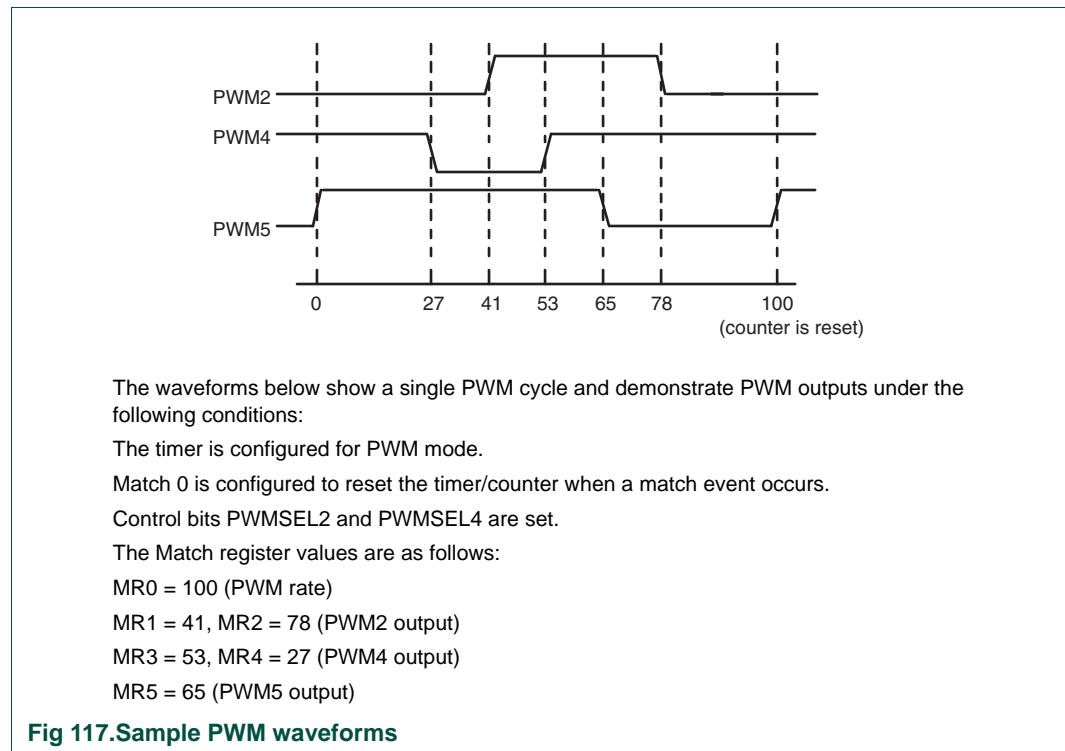 PWM2
PWM4
PWM5
0 27 41 53 65 78 100
(counter is reset)
The waveforms below show a single PWM cycle and demonstrate PWM outputs under the
following conditions:
The timer is configured for PWM mode.
Match 0 is configured to reset the timer/counter when a match event occurs.
Control bits PWMSEL2 and PWMSEL4 are set.
The Match register values are as follows:
MR0 = 100 (PWM rate)
MR1 = 41, MR2 = 78 (PWM2 output)
MR3 = 53, MR4 = 27 (PWM4 output)
MR5 = 65 (PWM5 output)
Fig 117.Sample PWM waveforms